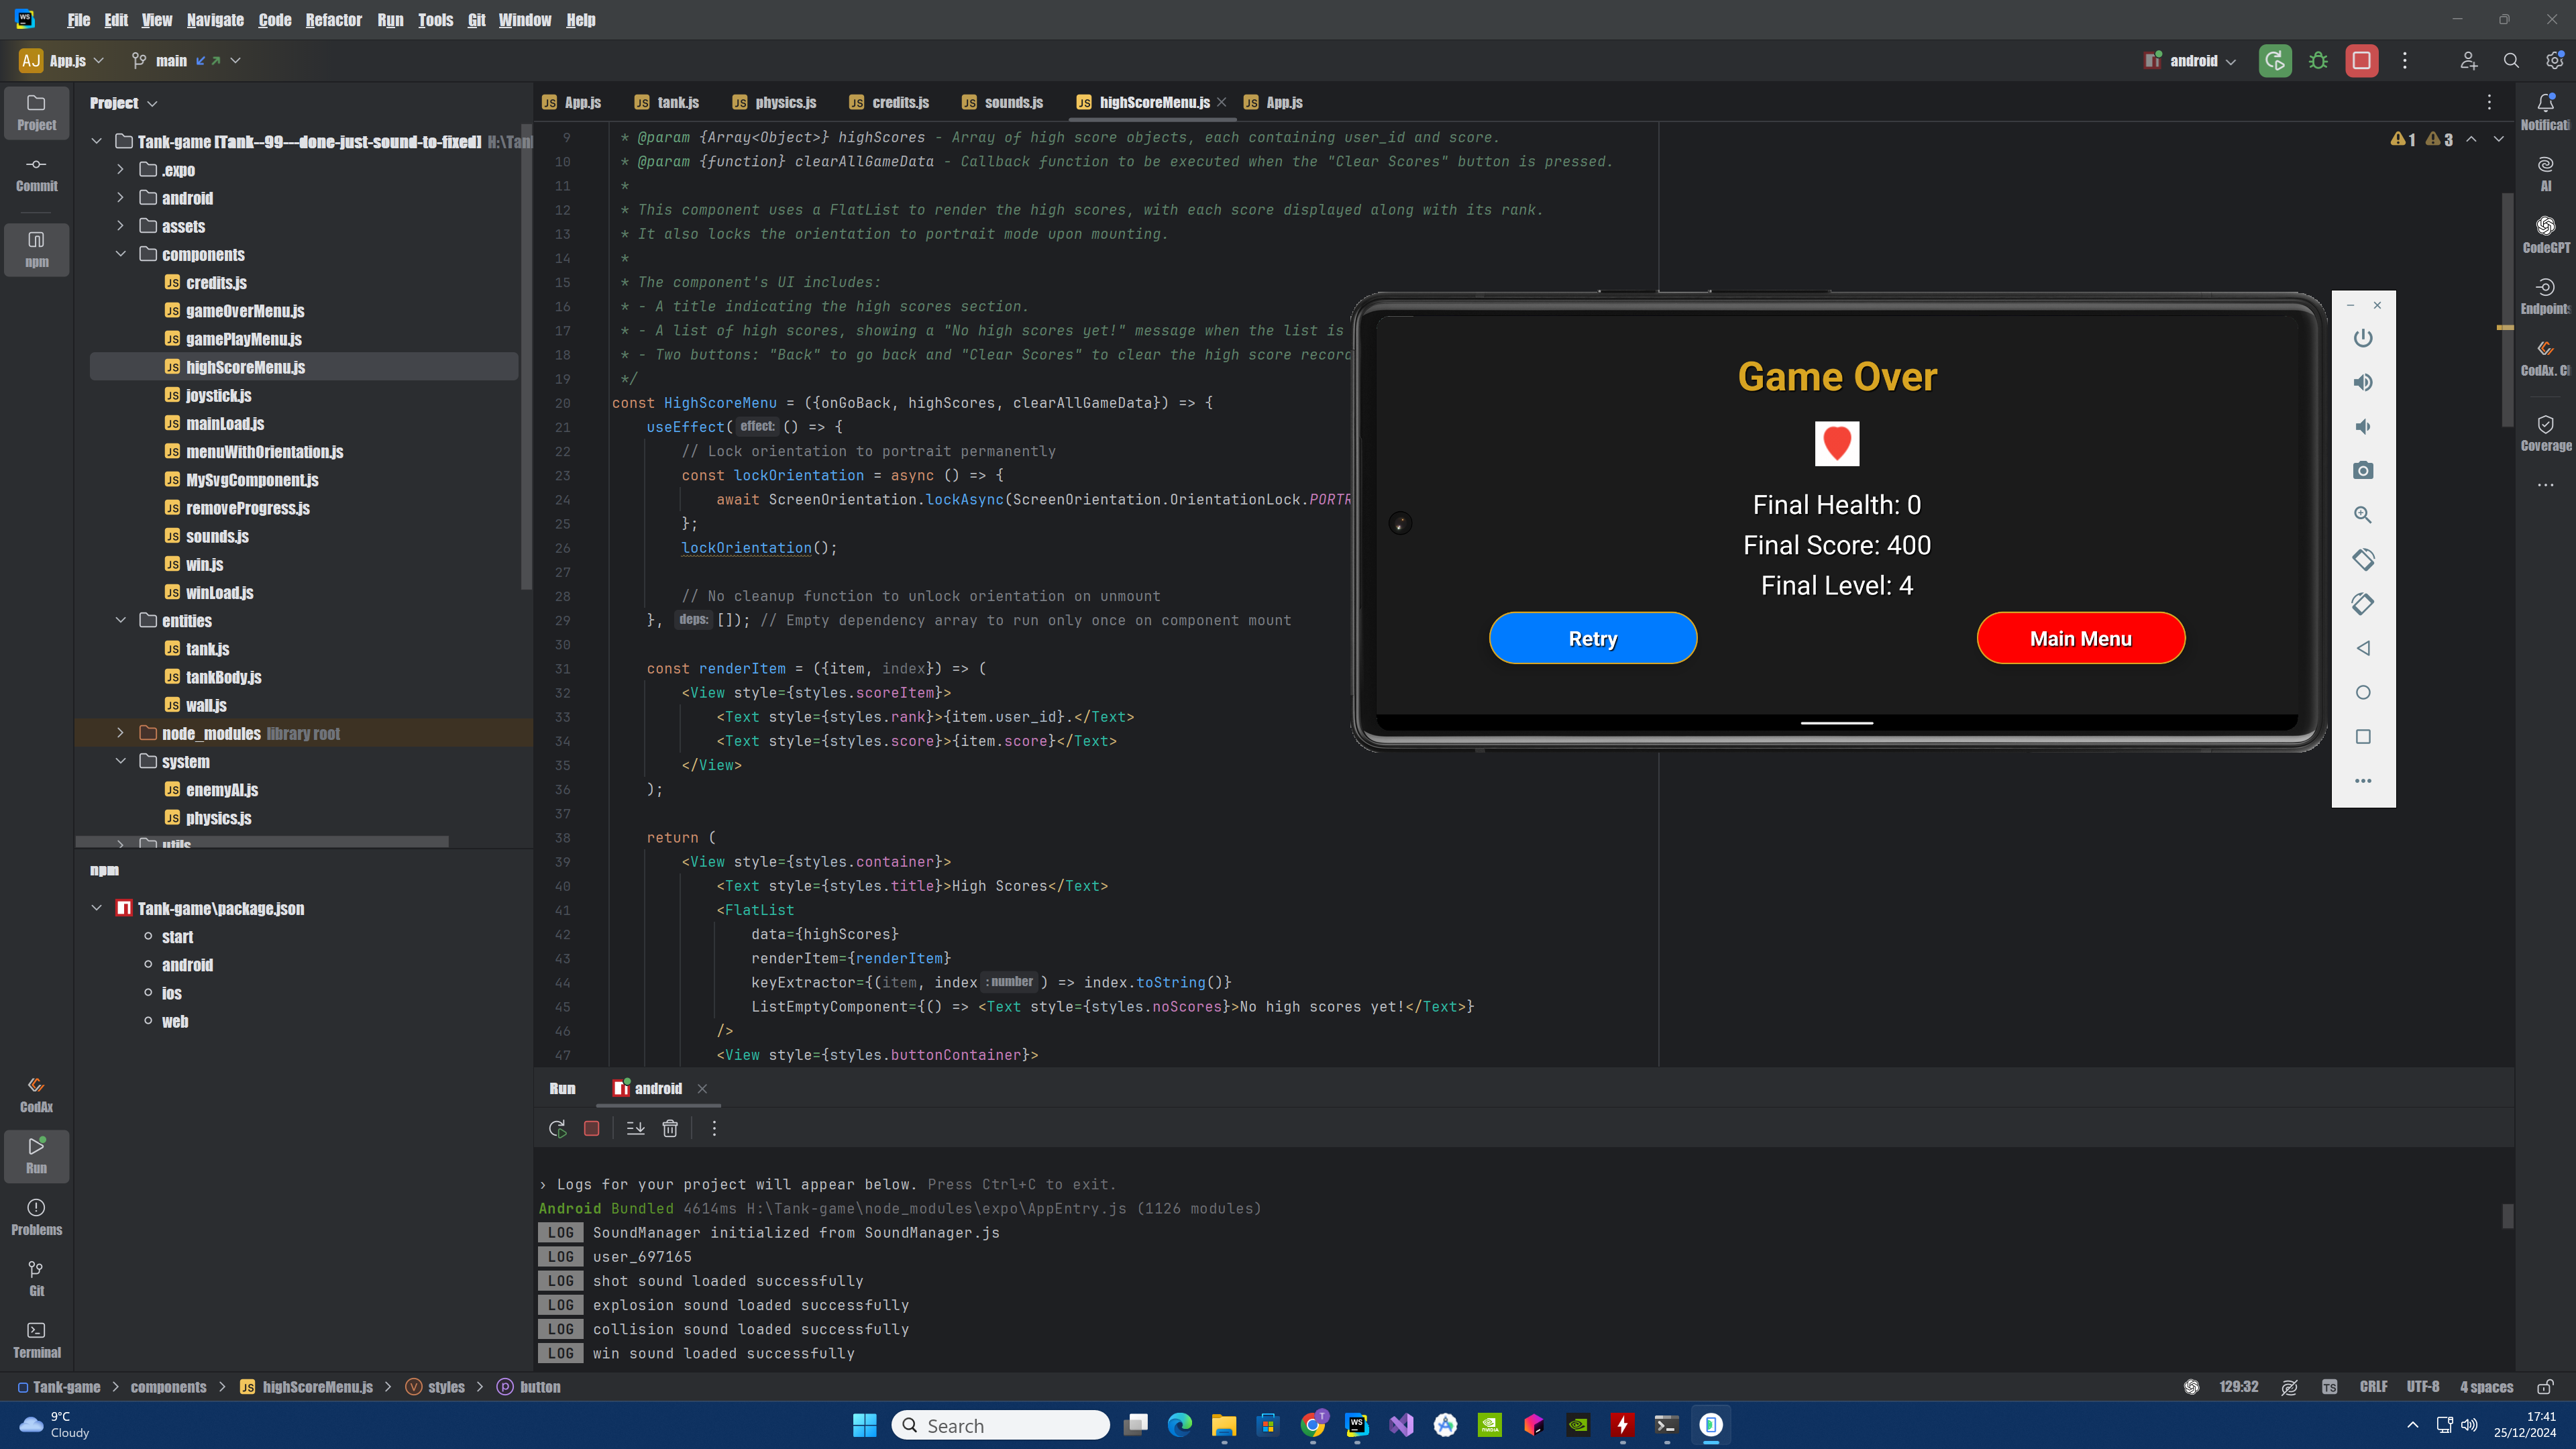 File Edit View Navigate Code Refactor Run Tools Git Window Help
AJ App.js main android
Project
Commit
npm
Project
Tank-game [Tank--99---done-just-sound-to-fixed] H:\Tan
.expo
android
assets
components
credits.js
gameOverMenu.js
gamePlayMenu.js
highScoreMenu.js
joystick.js
mainLoad.js
menuWithOrientation.js
MySvgComponent.js
removeProgress.js
sounds.js
win.js
winLoad.js
entities
tank.js
tankBody.js
wall.js
node_modules library root
system
enemyAI.js
physics.js
utils
npm
Tank-game\package.json
start
android
ios
web
App.js tank.js physics.js credits.js sounds.js highScoreMenu.js App.js
1 3
9 * @param {Array<Object>} highScores - Array of high score objects, each containing user_id and score.
10 * @param {function} clearAllGameData - Callback function to be executed when the "Clear Scores" button is pressed.
11 *
12 * This component uses a FlatList to render the high scores, with each score displayed along with its rank.
13 * It also locks the orientation to portrait mode upon mounting.
14 *
15 * The component's UI includes:
16 * - A title indicating the high scores section.
17 * - A list of high scores, showing a "No high scores yet!" message when the list is
18 * - Two buttons: "Back" to go back and "Clear Scores" to clear the high score recor
19 */
20 const HighScoreMenu = ({onGoBack, highScores, clearAllGameData}) => {
21 useEffect( effect: () => {
22 // Lock orientation to portrait permanently
23 const lockOrientation = async () => {
24 await ScreenOrientation.lockAsync(ScreenOrientation.OrientationLock.PORTR
25 };
26 lockOrientation();
27
28 // No cleanup function to unlock orientation on unmount
29 }, deps: []); // Empty dependency array to run only once on component mount
30
31 const renderItem = ({item, index}) => (
32 <View style={styles.scoreItem}>
33 <Text style={styles.rank}>{item.user_id}.</Text>
34 <Text style={styles.score}>{item.score}</Text>
35 </View>
36 );
37
38 return (
39 <View style={styles.container}>
40 <Text style={styles.title}>High Scores</Text>
41 <FlatList
42 data={highScores}
43 renderItem={renderItem}
44 keyExtractor={(item, index : number ) => index.toString()}
45 ListEmptyComponent={() => <Text style={styles.noScores}>No high scores yet!</Text>}
46 />
47 <View style={styles.buttonContainer}>
Game Over
Final Health: 0
Final Score: 400
Final Level: 4
Retry Main Menu
Notificati
AI
CodeGPT
Endpoints
CodAx. C
Coverage
CodAx
Run
Problems
Git
Terminal
Run android
› Logs for your project will appear below. Press Ctrl+C to exit.
Android Bundled 4614ms H:\Tank-game\node_modules\expo\AppEntry.js (1126 modules)
LOG SoundManager initialized from SoundManager.js
LOG user_697165
LOG shot sound loaded successfully
LOG explosion sound loaded successfully
LOG collision sound loaded successfully
LOG win sound loaded successfully
Tank-game > components > highScoreMenu.js > styles > button
129:32 CRLF UTF-8 4 spaces
9°C
Cloudy
Search
17:41
25/12/2024